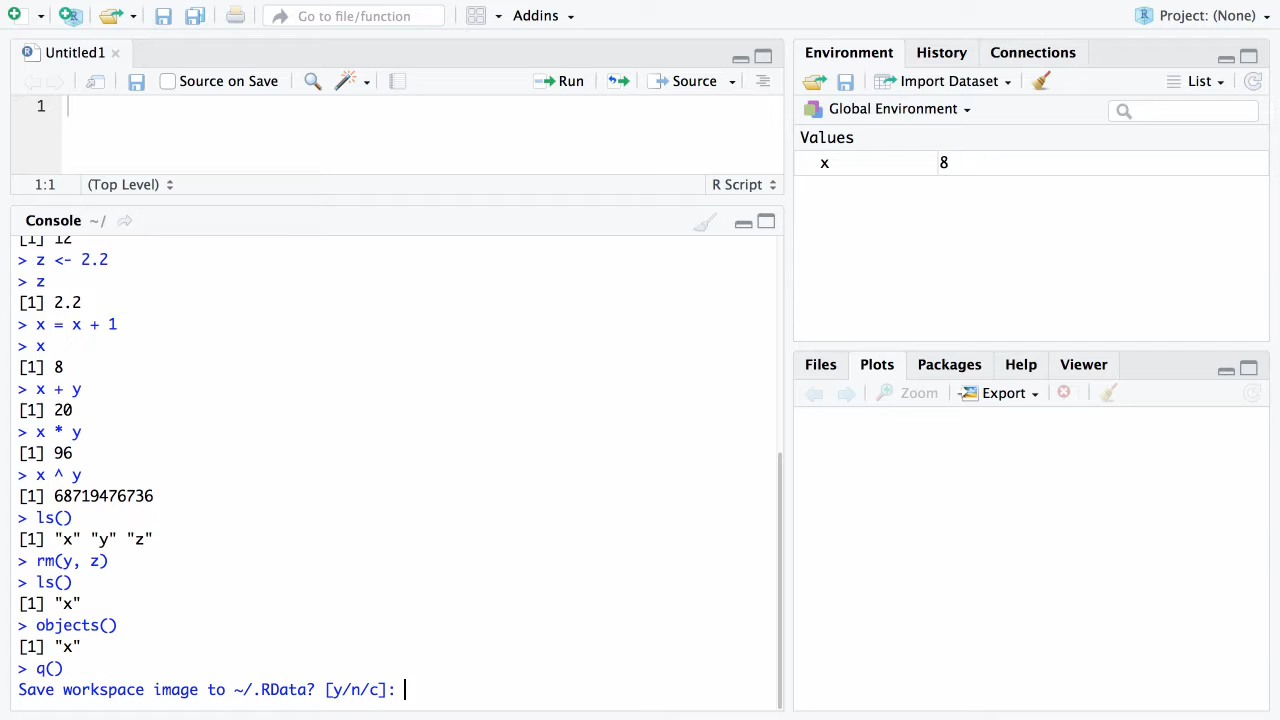 Go to file/function
Addins
Project: (None)
Untitled1
Source on Save
Run
Source
1
1:1
(Top Level)
R Script
Console ~/
[1] 12
> z <- 2.2
> z
[1] 2.2
> x = x + 1
> x
[1] 8
> x + y
[1] 20
> x * y
[1] 96
> x ^ y
[1] 68719476736
> ls()
[1] "x" "y" "z"
> rm(y, z)
> ls()
[1] "x"
> objects()
[1] "x"
> q()
Save workspace image to ~/.RData? [y/n/c]:
Environment History Connections
Import Dataset
List
Global Environment
Values
x 8
Files Plots Packages Help Viewer
Zoom
Export